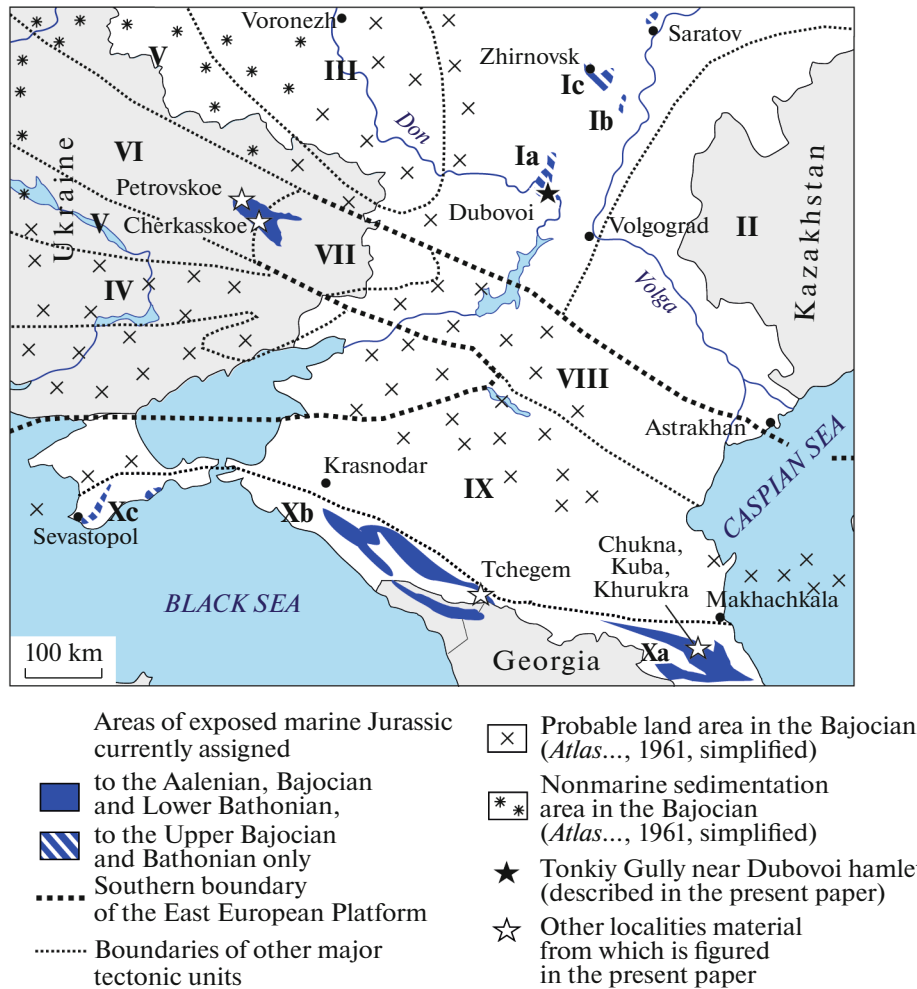 Voronezh
Saratov
Zhirnovsk
V
III
Ic
Ib
Don
Ia
VI
Ukraine
Petrovskoe
Cherkasskoe
V
VII
Dubovoi
Volgograd
II
Kazakhstan
IV
Volga
VIII
Astrakhan
CASPIAN SEA
Krasnodar
IX
Xc
Xb
Sevastopol
Chukna,
Kuba,
Khurukra
Tchegem
Makhachkala
BLACK SEA
100 km
Georgia
Xa
Areas of exposed marine Jurassic
currently assigned
to the Aalenian, Bajocian
and Lower Bathonian,
to the Upper Bajocian
and Bathonian only
Southern boundary
of the East European Platform
Boundaries of other major
tectonic units
Probable land area in the Bajocian
(Atlas..., 1961, simplified)
Nonmarine sedimentation
area in the Bajocian
(Atlas..., 1961, simplified)
Tonkiy Gully near Dubovoi hamle
(described in the present paper)
Other localities material
from which is figured
in the present paper